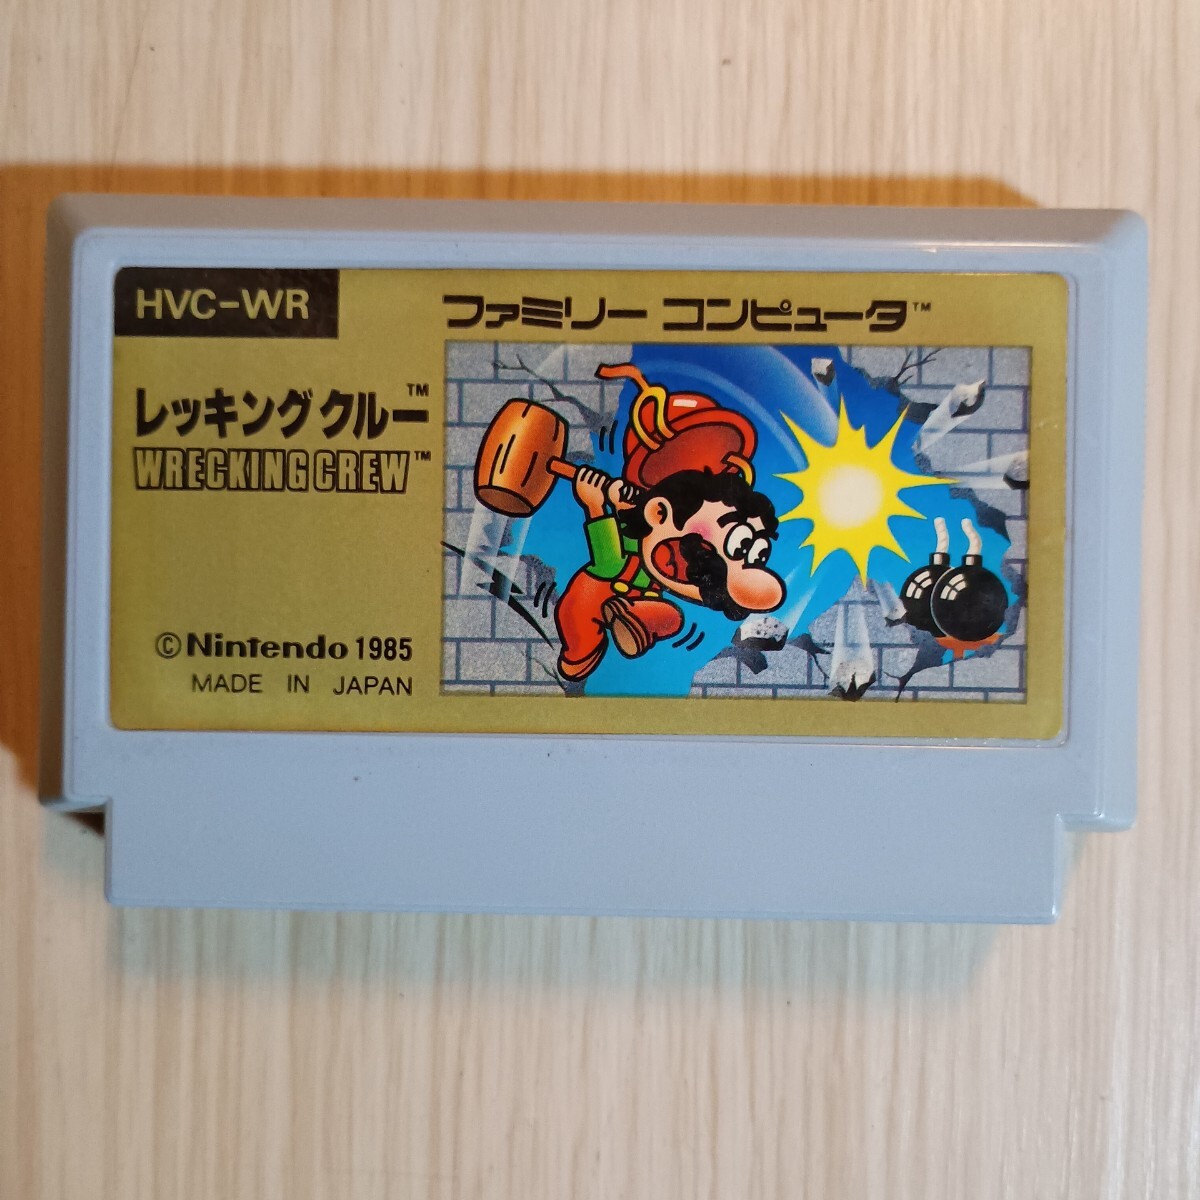 HVC-WR
ファミリー コンピュータ™
レッキングクルー™
WRECKING CREW™
©Nintendo 1985
MADE IN JAPAN